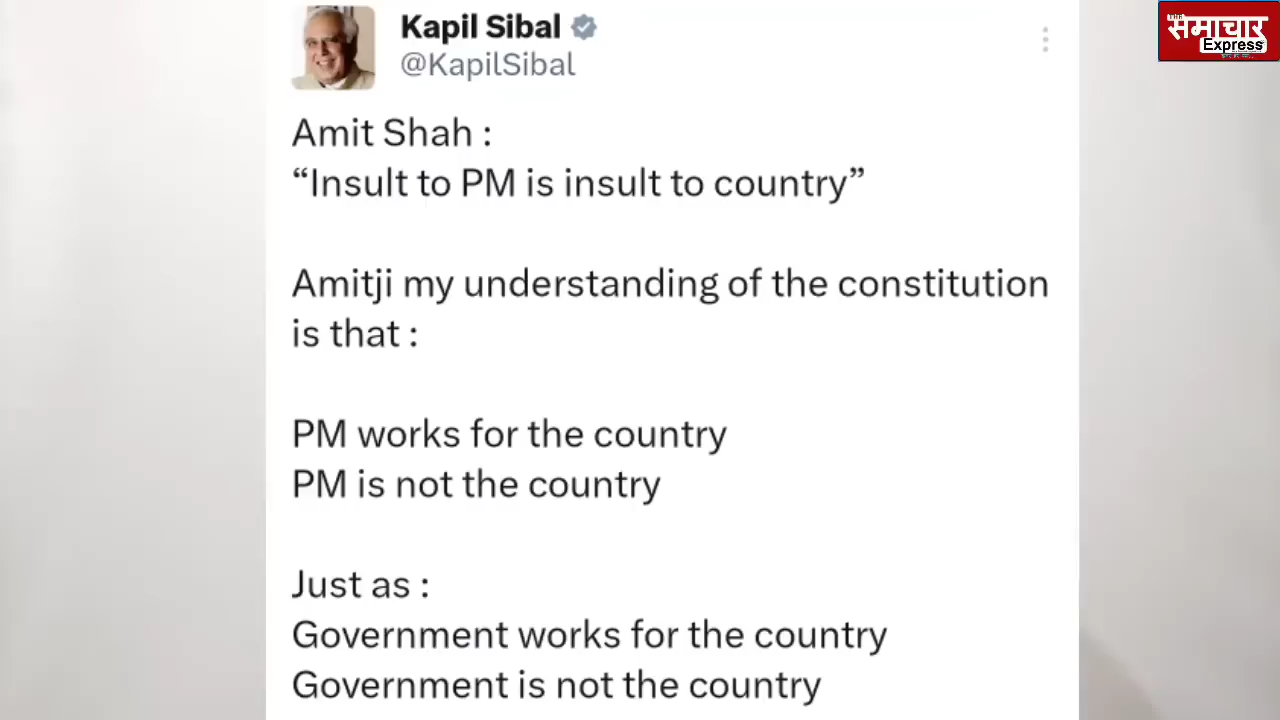 Kapil Sibal
@KapilSibal
The
समाचार
Express
Amit Shah :
“Insult to PM is insult to country”
Amitji my understanding of the constitution
is that :
PM works for the country
PM is not the country
Just as :
Government works for the country
Government is not the country